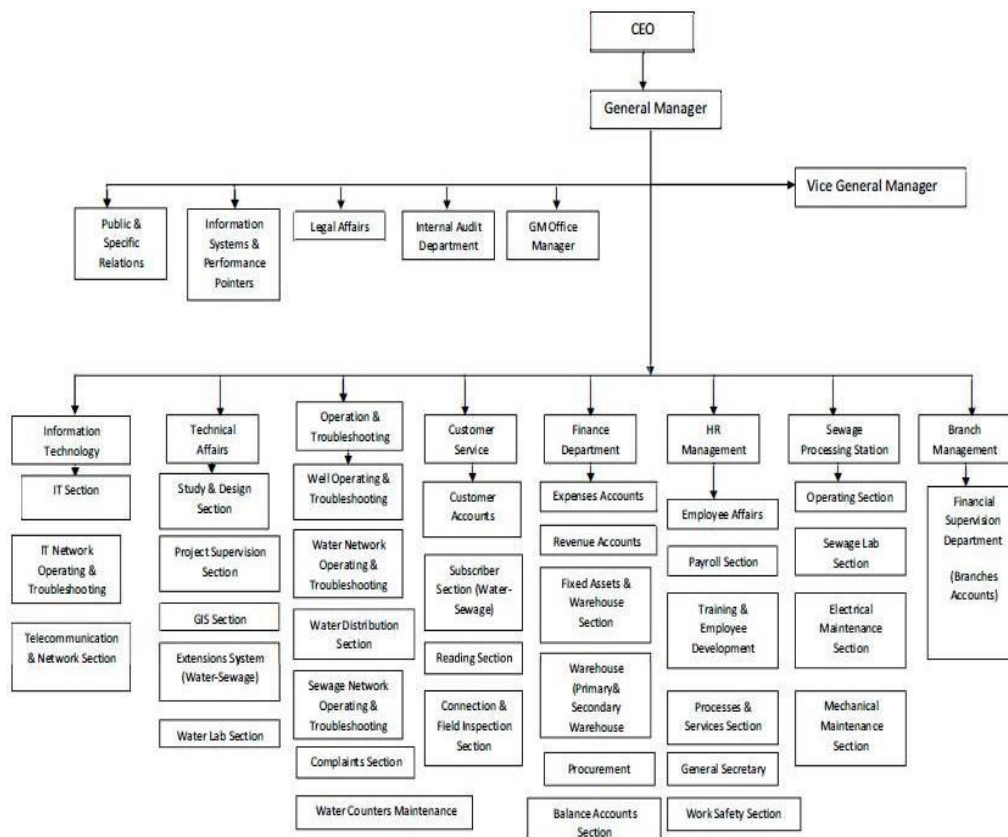 CEO
General Manager
Vice General Manager
Public &
Specific
Relations
Information
Systems &
Performance
Pointers
Legal Affairs
Internal Audit
Department
GM Office
Manager
Information
Technology
IT Section
IT Network
Operating &
Troubleshooting
Telecommunication
& Network Section
Technical
Affairs
Study & Design
Section
Project Supervision
Section
GIS Section
Extensions System
(Water-Sewage)
Water Lab Section
Operation &
Troubleshooting
Well Operating &
Troubleshooting
Water Network
Operating &
Troubleshooting
Water Distribution
Section
Sewage Network
Operating &
Troubleshooting
Complaints Section
Water Counters Maintenance
Customer
Service
Customer
Accounts
Subscriber
Section (Water-
Sewage)
Reading Section
Connection &
Field Inspection
Section
Finance
Department
Expenses Accounts
Revenue Accounts
Fixed Assets &
Warehouse
Section
Warehouse
(Primary&
Secondary
Warehouse
Procurement
Balance Accounts
Section
HR
Management
Employee Affairs
Payroll Section
Training &
Employee
Development
Processes &
Services Section
General Secretary
Work Safety Section
Sewage
Processing Station
Operating Section
Sewage Lab
Section
Electrical
Maintenance
Section
Mechanical
Maintenance
Section
Branch
Management
Financial
Supervision
Department
(Branches
Accounts)